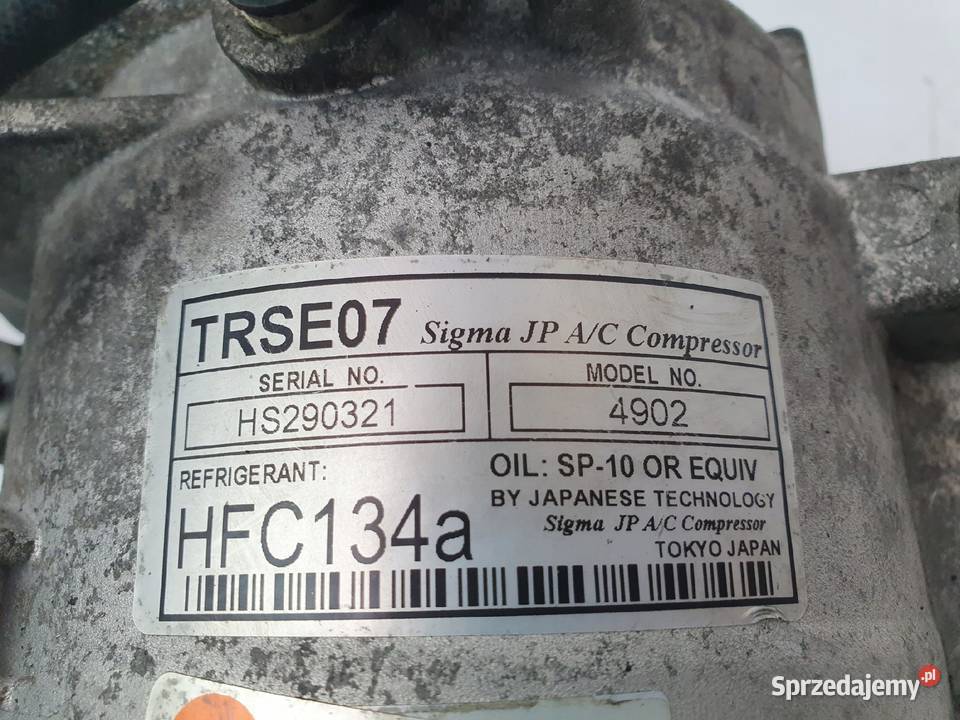 TRSE07 Sigma JP A/C Compressor
SERIAL NO. MODEL NO.
HS290321 4902
REFRIGERANT: OIL: SP-10 OR EQUIV
HFC134a BY JAPANESE TECHNOLOGY
Sigma JP A/C Compressor
TOKYO JAPAN
Sprzedajemy.pl